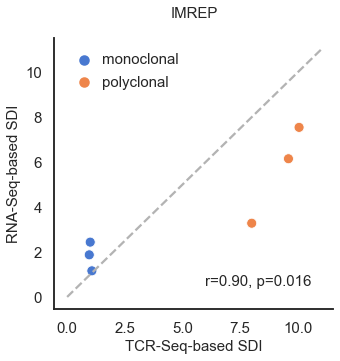 IMREP
monoclonal
polyclonal
RNA-Seq-based SDI
10
8
6
4
2
0
r=0.90, p=0.016
0.0 2.5 5.0 7.5 10.0
TCR-Seq-based SDI